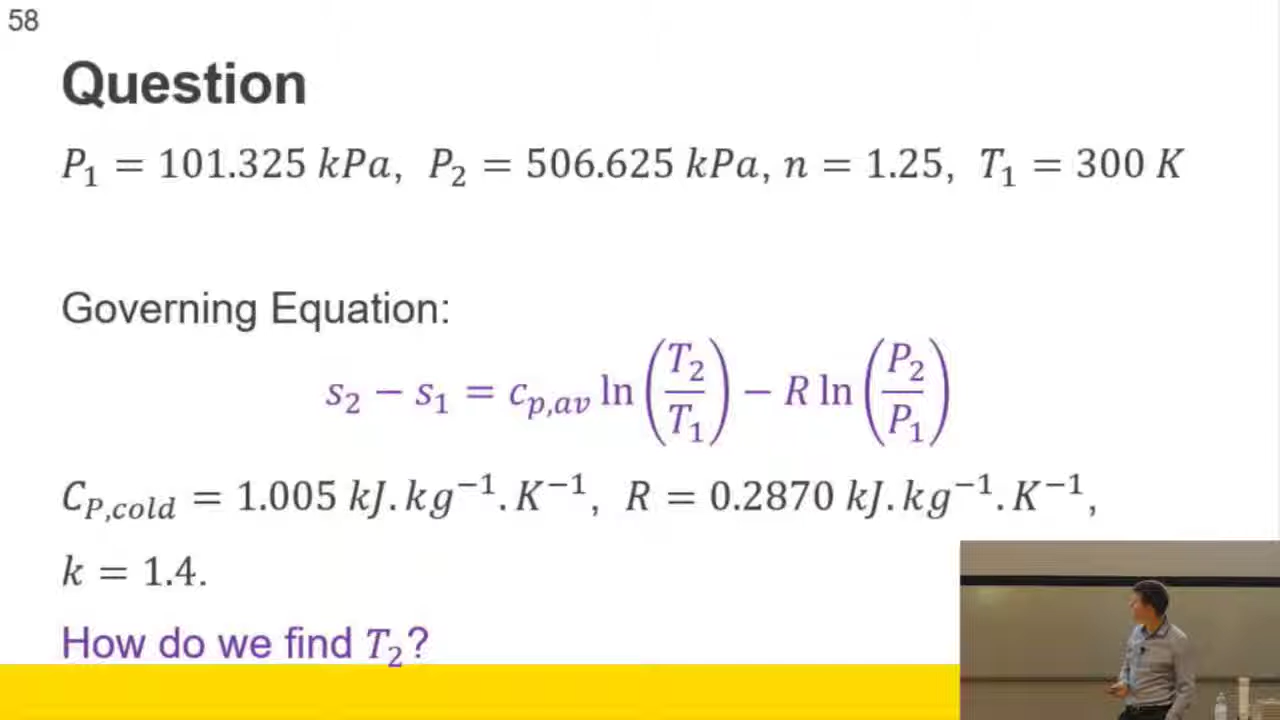 58
Question
P₁ = 101.325 kPa, P₂ = 506.625 kPa, n = 1.25, T₁ = 300 K
Governing Equation:
s₂ − s₁ = c_{p,av} ln(T₂/T₁) − R ln(P₂/P₁)
C_{P,cold} = 1.005 kJ.kg⁻¹.K⁻¹, R = 0.2870 kJ.kg⁻¹.K⁻¹,
k = 1.4.
How do we find T₂?